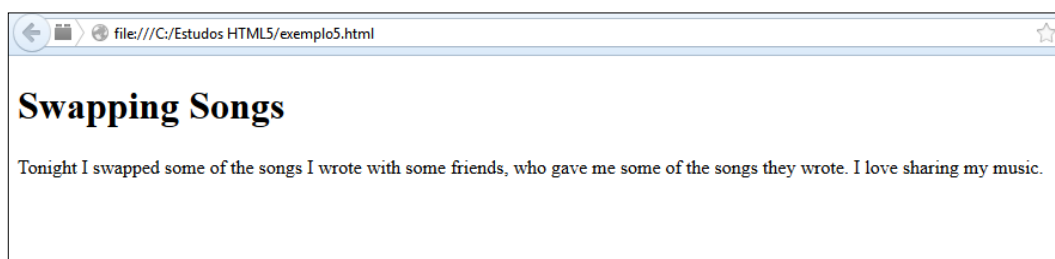 file:///C:/Estudos HTML5/exemplo5.html
Swapping Songs
Tonight I swapped some of the songs I wrote with some friends, who gave me some of the songs they wrote. I love sharing my music.